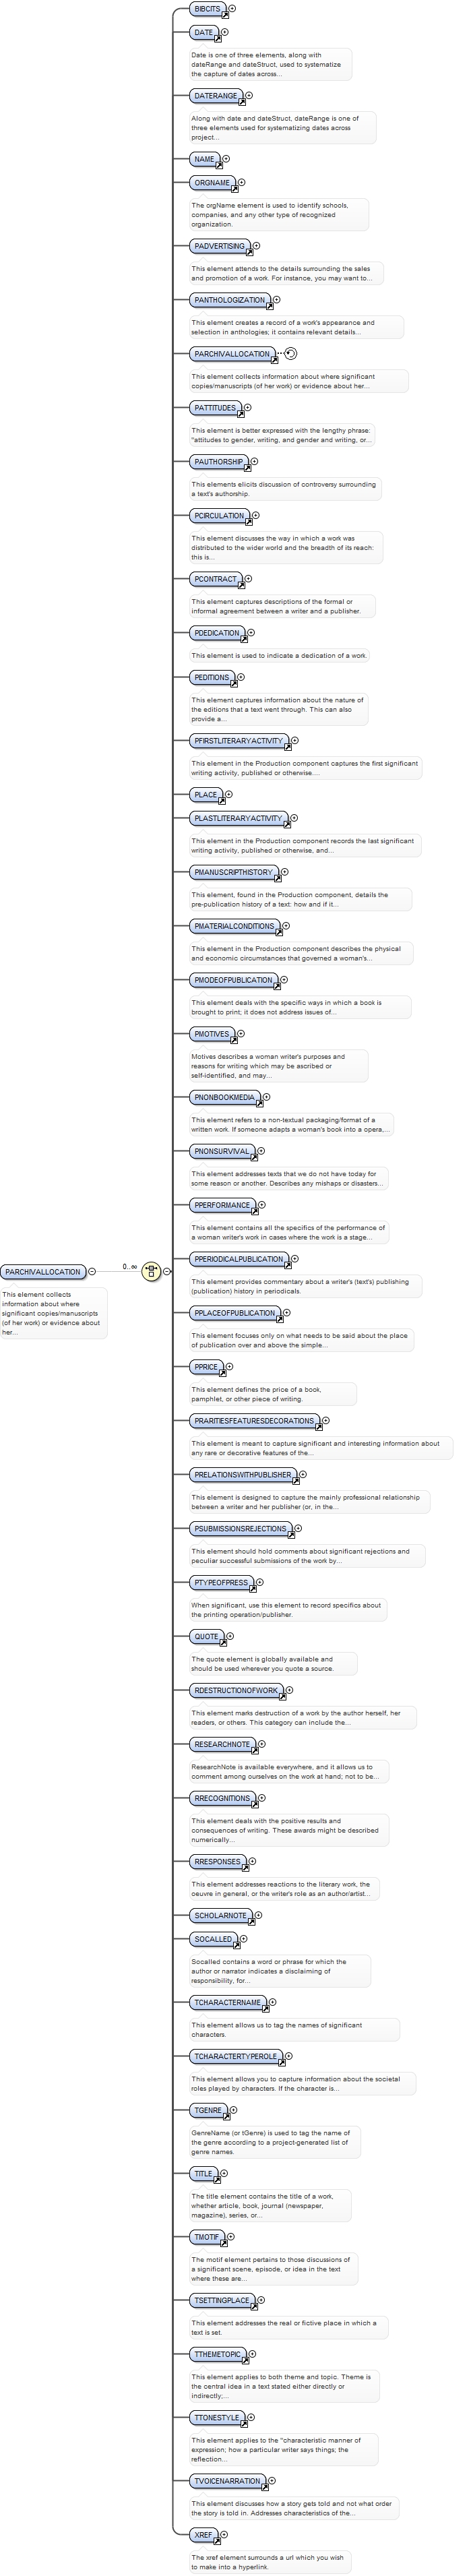 BIBCITS
DATE
Date is one of three elements, along with
dateRange and dateStruct, used to systematize
the capture of dates across...
DATERANGE
Along with date and dateStruct, dateRange is one of
three elements used for systematizing dates across
project...
NAME
ORGNAME
The orgName element is used to identify schools,
companies, and any other type of recognized
organization.
PADVERTISING
This element attends to the details surrounding the sales
and promotion of a work. For instance, you may want to...
PANTHOLOGIZATION
This element creates a record of a work's appearance and
selection in anthologies; it contains relevant details...
PARCHIVALLOCATION
This element collects information about where significant
copies/manuscripts (of her work) or evidence about her...
PATTITUDES
This element is better expressed with the lengthy phrase:
"attitudes to gender, writing, and gender and writing, or...
PAUTHORSHIP
This elements elicits discussion of controversy surrounding
a text's authorship.
PCIRCULATION
This element discusses the way in which a work was
distributed to the wider world and the breadth of its reach:
this is...
PCONTRACT
This element captures descriptions of the formal or
informal agreement between a writer and a publisher.
PDEDICATION
This element is used to indicate a dedication of a work.
PEDITIONS
This element captures information about the nature of
the editions that a text went through. This can also
provide a...
PFIRSTLITERARYACTIVITY
This element in the Production component captures the first significant
writing activity, published or otherwise....
PLACE
PLASTLITERARYACTIVITY
This element in the Production component records the last significant
writing activity, published or otherwise, and...
PMANUSCRIPTHISTORY
This element, found in the Production component, details the
pre-publication history of a text: how and if it...
PMATERIALCONDITIONS
This element in the Production component describes the physical
and economic circumstances that governed a woman's...
PMODEOFPUBLICATION
This element deals with the specific ways in which a book is
brought to print; it does not address issues of...
PMOTIVES
Motives describes a woman writer's purposes and
reasons for writing which may be ascribed or
self-identified, and may...
PNONBOOKMEDIA
This element refers to a non-textual packaging/format of a
written work. If someone adapts a woman's book into a opera,...
PNONSURVIVAL
This element addresses texts that we do not have today for
some reason or another. Describes any mishaps or disasters...
PPERFORMANCE
This element contains all the specifics of the performance of
a woman writer's work in cases where the work is a stage...
PPERIODICALPUBLICATION
This element provides commentary about a writer's (text's) publishing
(publication) history in periodicals.
PARCHIVALLOCATION
0..∞
This element collects
information about where
significant copies/manuscripts
(of her work) or evidence about
her...
PPLACEOFPUBLICATION
This element focuses only on what needs to be said about the place
of publication over and above the simple...
PPRICE
This element defines the price of a book,
pamphlet, or other piece of writing.
PRARITIESFEATURESDECORATIONS
This element is meant to capture significant and interesting information about
any rare or decorative features of the...
PRELATIONSWITHPUBLISHER
This element is designed to capture the mainly professional relationship
between a writer and her publisher (or, in the...
PSUBMISSIONSREJECTIONS
This element should hold comments about significant rejections and
peculiar successful submissions of the work by...
PTYPEOFPRESS
When significant, use this element to record specifics about
the printing operation/publisher.
QUOTE
The quote element is globally available and
should be used wherever you quote a source.
RDESTRUCTIONOFWORK
This element marks destruction of a work by the author herself, her
readers, or others. This category can include the...
RESEARCHNOTE
ResearchNote is available everywhere, and it allows us to
comment among ourselves on the work at hand; not to be...
RRECOGNITIONS
This element deals with the positive results and
consequences of writing. These awards might be described
numerically...
RRESPONSES
This element addresses reactions to the literary work, the
oeuvre in general, or the writer's role as an author/artist...
SCHOLARNOTE
SOCALLED
Socalled contains a word or phrase for which the
author or narrator indicates a disclaiming of
responsibility, for...
TCHARACTERNAME
This element allows us to tag the names of significant
characters.
TCHARACTERTYPEROLE
This element allows you to capture information about the societal
roles played by characters. If the character is...
TGENRE
GenreName (or tGenre) is used to tag the name of
the genre according to a project-generated list of
genre names.
TITLE
The title element contains the title of a work,
whether article, book, journal (newspaper,
magazine), series, or...
TMOTIF
The motif element pertains to those discussions of
a significant scene, episode, or idea in the text
where these are...
TSETTINGPLACE
This element addresses the real or fictive place in which a
text is set.
TTHEMETOPIC
This element applies to both theme and topic. Theme is
the central idea in a text stated either directly or
indirectly;...
TTONESTYLE
This element applies to the "characteristic manner of
expression; how a particular writer says things; the
reflection...
TVOICENARRATION
This element discusses how a story gets told and not what order
the story is told in. Addresses characteristics of the...
XREF
The xref element surrounds a url which you wish
to make into a hyperlink.